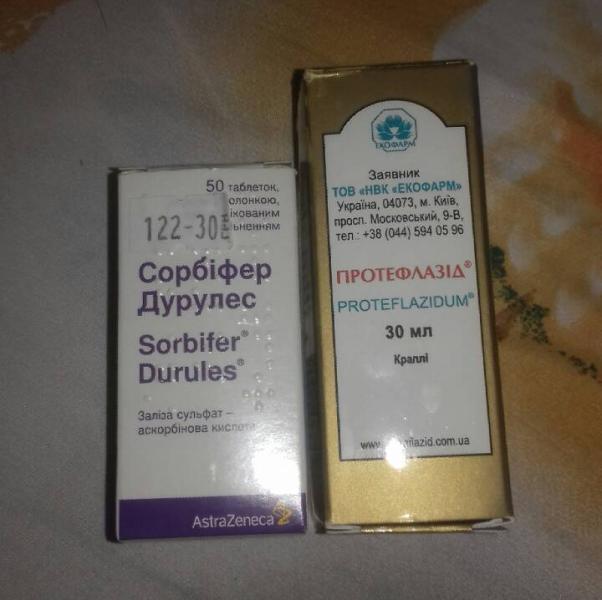 50 таблеток,
122-30
Сорбіфер
Дурулес
Sorbifer®
Durules®
Заліза сульфат –
аскорбінова кислота
AstraZeneca
ЕКОФАРМ
Заявник
ТОВ «НВК «ЕКОФАРМ»
Україна, 04073, м. Київ,
просп. Московський, 9-В,
тел.: +38 (044) 594 05 96
ПРОТЕФЛАЗІД®
PROTEFLAZIDUM®
30 мл
Краплі